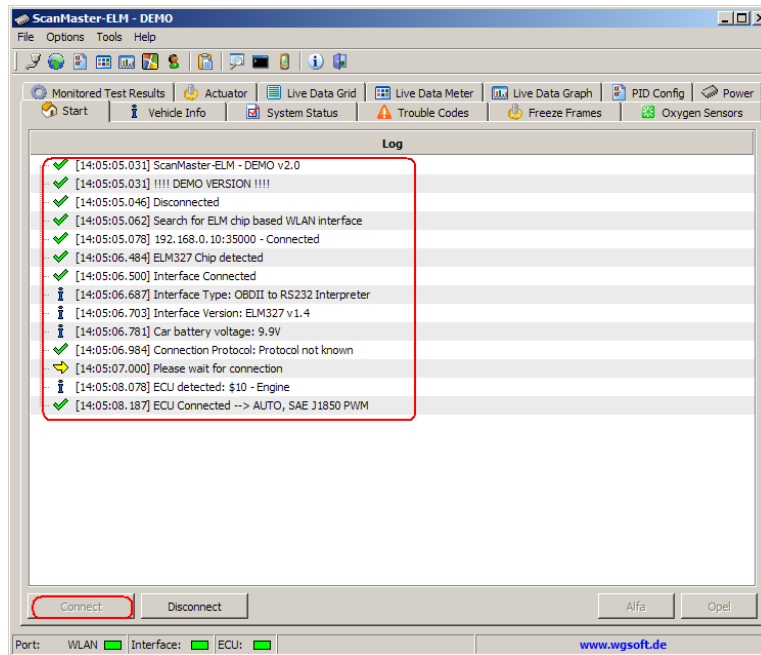 ScanMaster-ELM - DEMO
File Options Tools Help
Monitored Test Results Actuator Live Data Grid Live Data Meter Live Data Graph PID Config Power
Start Vehicle Info System Status Trouble Codes Freeze Frames Oxygen Sensors
Log
[14:05:05.031] ScanMaster-ELM - DEMO v2.0
[14:05:05.031] !!!! DEMO VERSION !!!!
[14:05:05.046] Disconnected
[14:05:05.062] Search for ELM chip based WLAN interface
[14:05:05.078] 192.168.0.10:35000 - Connected
[14:05:06.484] ELM327 Chip detected
[14:05:06.500] Interface Connected
[14:05:06.687] Interface Type: OBDII to RS232 Interpreter
[14:05:06.703] Interface Version: ELM327 v1.4
[14:05:06.781] Car battery voltage: 9.9V
[14:05:06.984] Connection Protocol: Protocol not known
[14:05:07.000] Please wait for connection
[14:05:08.078] ECU detected: $10 - Engine
[14:05:08.187] ECU Connected --> AUTO, SAE J1850 PWM
Connect Disconnect Alfa Opel
Port: WLAN Interface: ECU: www.wgsoft.de